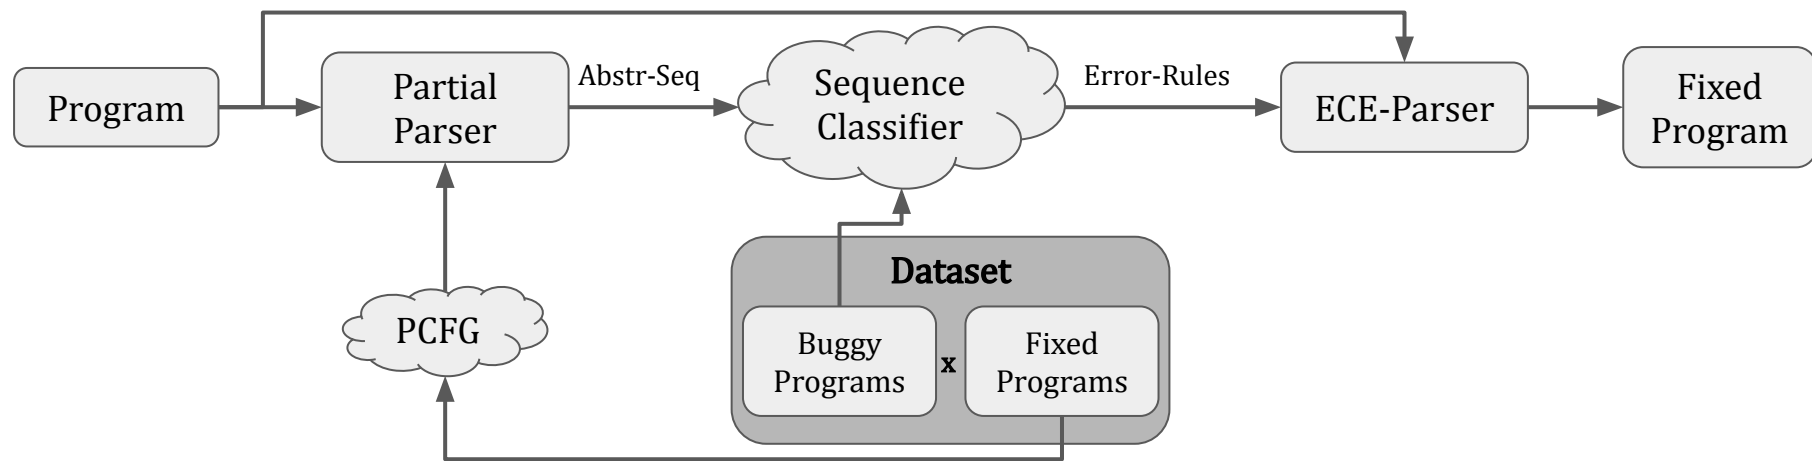 Program
Partial
Parser
Abstr-Seq
Sequence
Classifier
Error-Rules
ECE-Parser
Fixed
Program
PCFG
Dataset
Buggy
Programs
x
Fixed
Programs